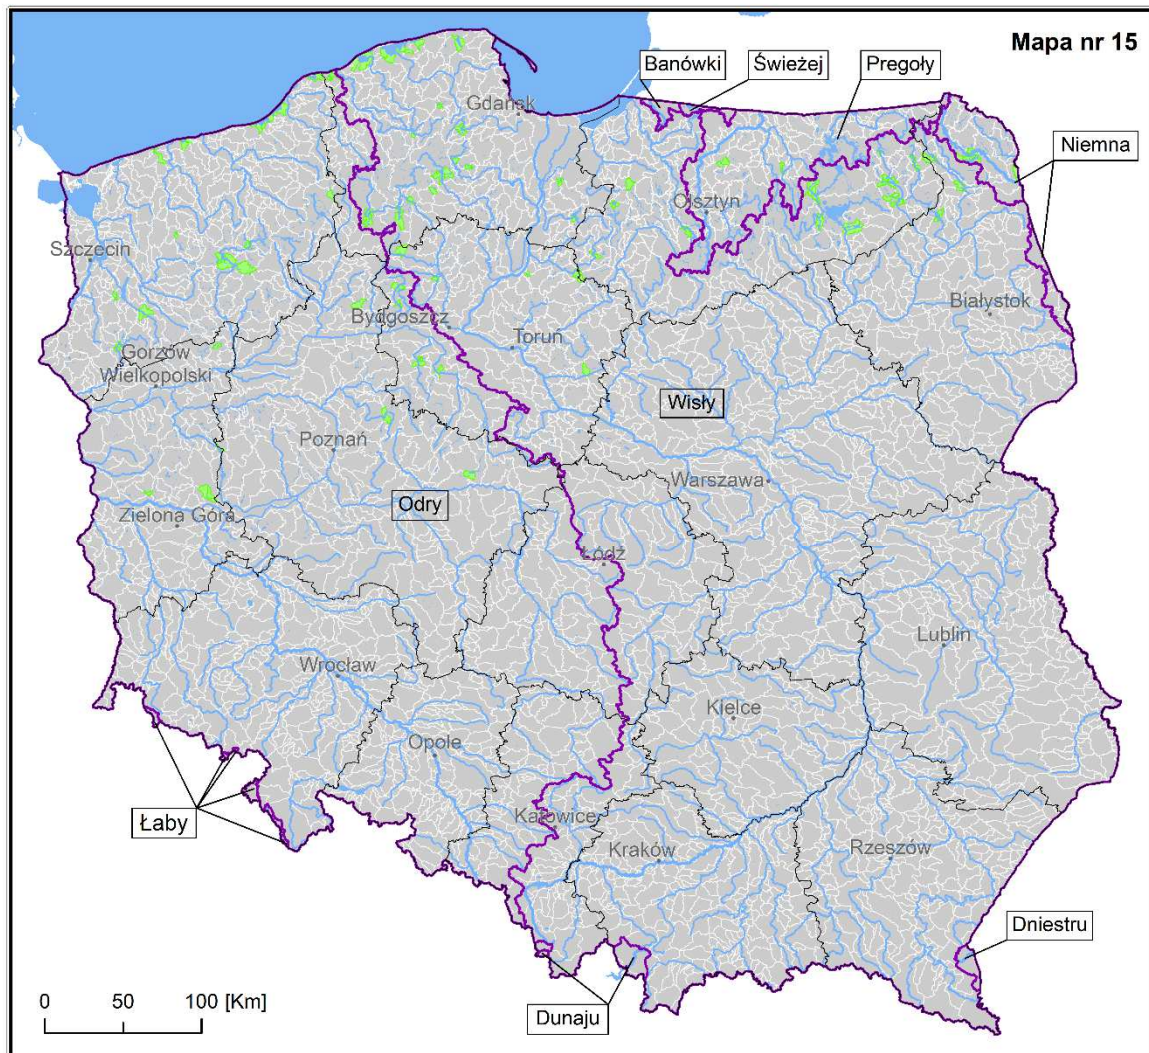 Mapa nr 15
Banówki
Świeżej
Pregoły
Gdańsk
Niemna
Olsztyn
Szczecin
Białystok
Bydgoszcz
Toruń
Gorzów
Wielkopolski
Wisły
Poznań
Warszawa
Odry
Zielona Góra
Łódź
Lublin
Wrocław
Kielce
Opole
Łaby
Katowice
Kraków
Rzeszów
Dniestru
0 50 100 [Km]
Dunaju